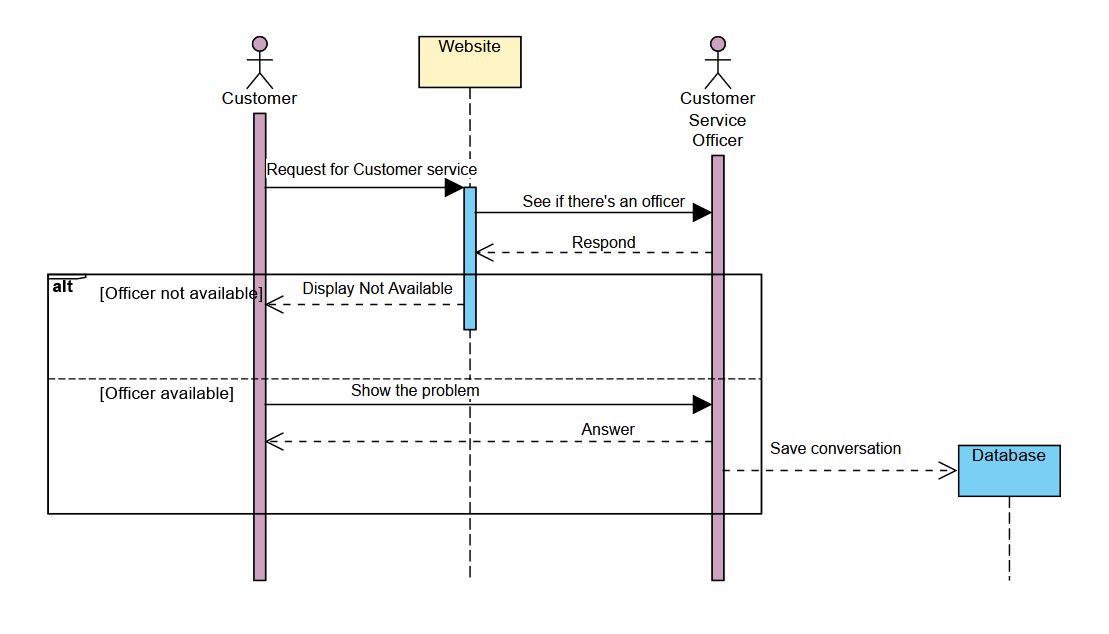 Website
Customer
Customer
Service
Officer
Request for Customer service
See if there's an officer
Respond
alt
[Officer not available]
Display Not Available
[Officer available]
Show the problem
Answer
Save conversation
Database